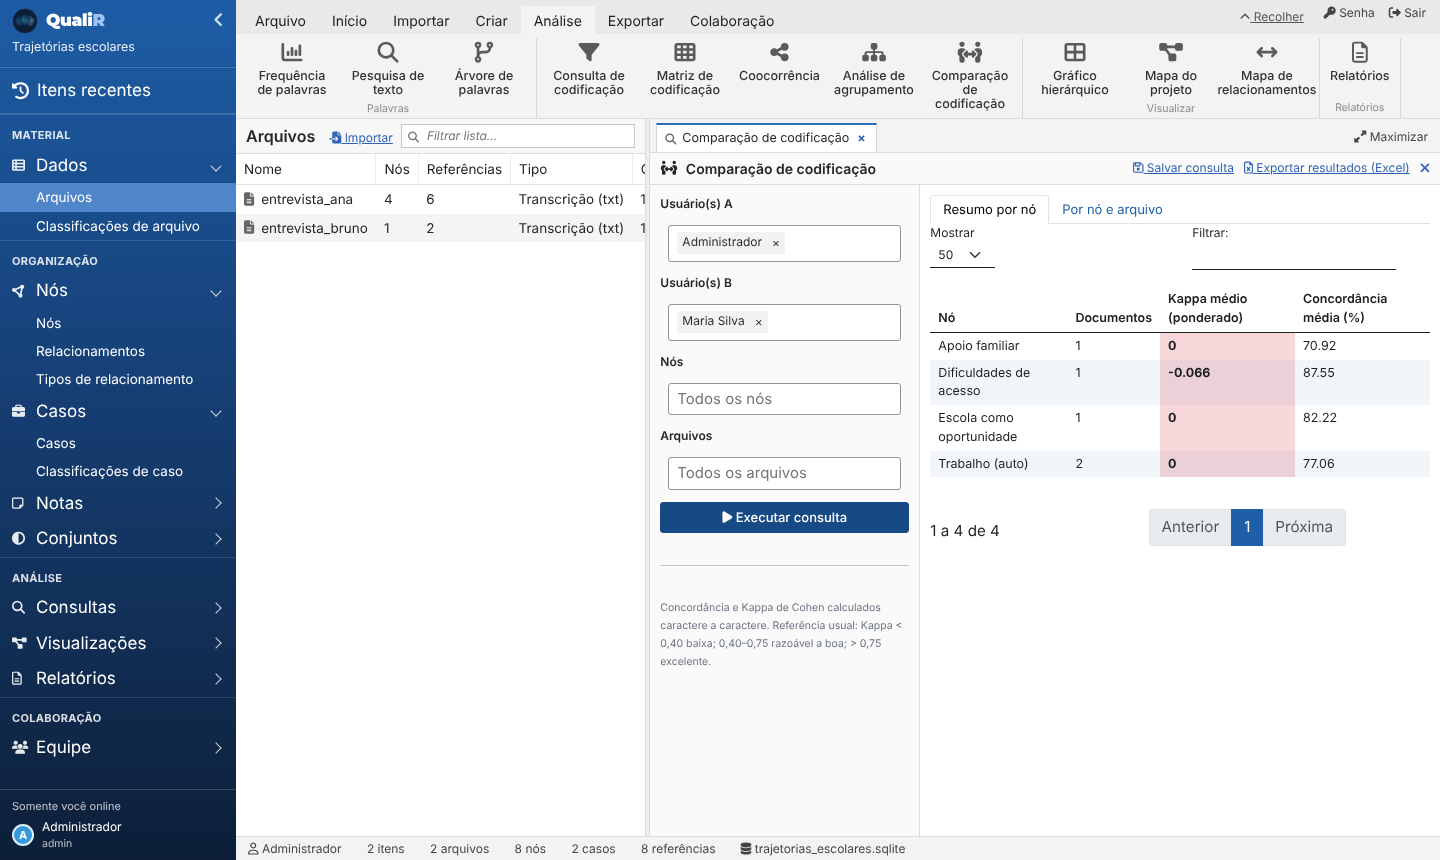 QualiR
Trajetórias escolares
Itens recentes
MATERIAL
Dados
Arquivos
Classificações de arquivo
ORGANIZAÇÃO
Nós
Nós
Relacionamentos
Tipos de relacionamento
Casos
Casos
Classificações de caso
Notas
Conjuntos
ANÁLISE
Consultas
Visualizações
Relatórios
COLABORAÇÃO
Equipe
Somente você online
A
Administrador
admin
Arquivo Início Importar Criar Análise Exportar Colaboração
Recolher Senha Sair
Frequência de palavras
Pesquisa de texto
Árvore de palavras
Palavras
Consulta de codificação
Matriz de codificação
Coocorrência
Análise de agrupamento
Comparação de codificação
Gráfico hierárquico
Mapa do projeto
Mapa de relacionamentos
Visualizar
Relatórios
Relatórios
Arquivos Importar Filtrar lista...
Nome Nós Referências Tipo
entrevista_ana 4 6 Transcrição (txt) 1
entrevista_bruno 1 2 Transcrição (txt) 1
Comparação de codificação × Maximizar
Comparação de codificação Salvar consulta Exportar resultados (Excel) ×
Usuário(s) A
Administrador ×
Usuário(s) B
Maria Silva ×
Nós
Todos os nós
Arquivos
Todos os arquivos
Executar consulta
Concordância e Kappa de Cohen calculados
caractere a caractere. Referência usual: Kappa <
0,40 baixa; 0,40–0,75 razoável a boa; > 0,75
excelente.
Resumo por nó Por nó e arquivo
Mostrar Filtrar:
50
Nó Documentos Kappa médio (ponderado) Concordância média (%)
Apoio familiar 1 0 70.92
Dificuldades de acesso 1 -0.066 87.55
Escola como oportunidade 1 0 82.22
Trabalho (auto) 2 0 77.06
1 a 4 de 4 Anterior 1 Próxima
Administrador 2 itens 2 arquivos 8 nós 2 casos 8 referências trajetorias_escolares.sqlite